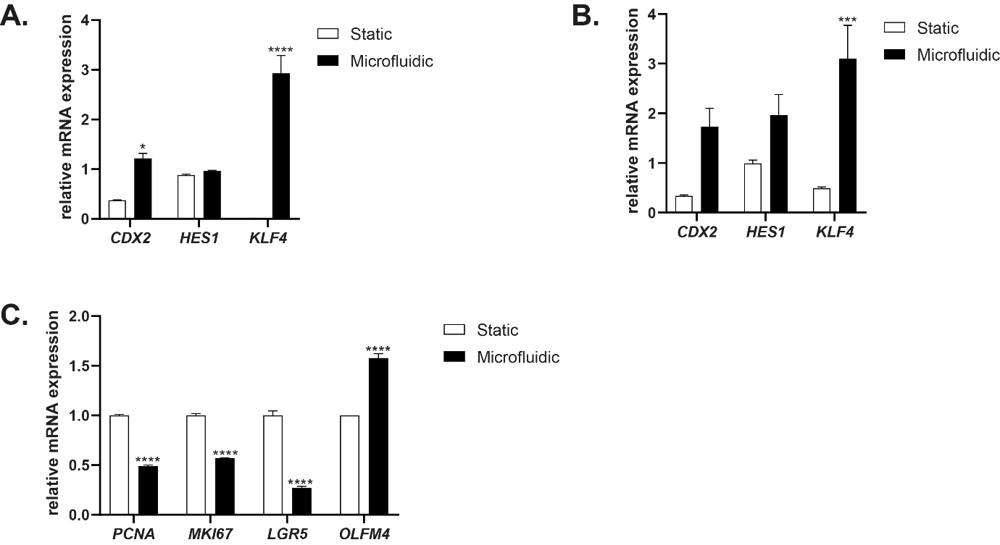 A.
relative mRNA expression
4
3
2
1
0
****
*
CDX2 HES1 KLF4
Static
Microfluidic
B.
relative mRNA expression
4
3
2
1
0
***
CDX2 HES1 KLF4
Static
Microfluidic
C.
relative mRNA expression
2.0
1.5
1.0
0.5
0.0
****
****
****
****
PCNA MKI67 LGR5 OLFM4
Static
Microfluidic